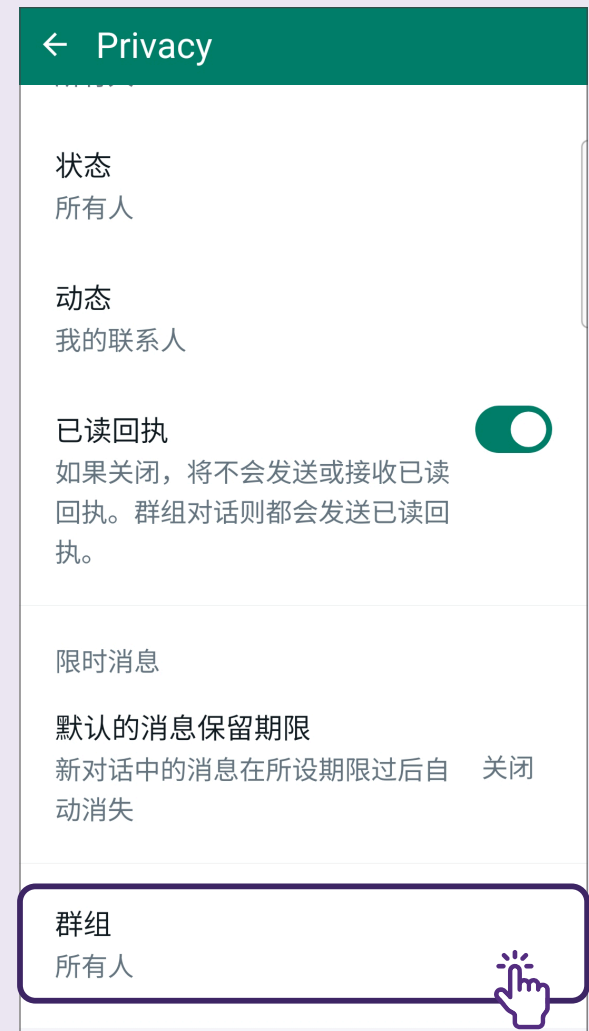 Privacy
状态
所有人
动态
我的联系人
已读回执
如果关闭，将不会发送或接收已读
回执。群组对话则都会发送已读回
执。
限时消息
默认的消息保留期限
新对话中的消息在所设期限过后自
动消失
关闭
群组
所有人